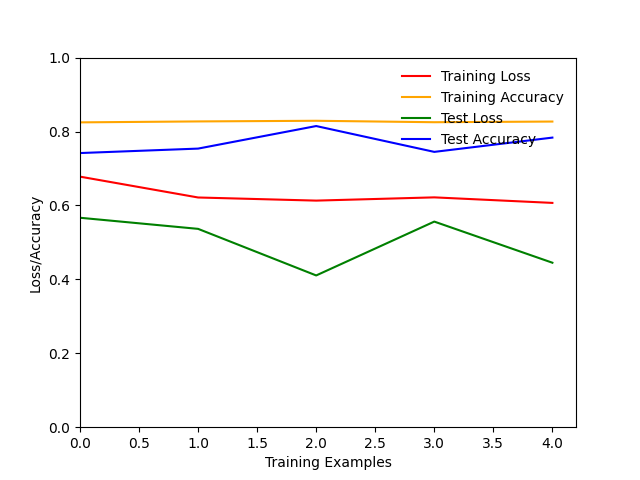 1.0
0.8
0.6
0.4
0.2
0.0
Loss/Accuracy
Training Loss
Training Accuracy
Test Loss
Test Accuracy
0.0 0.5 1.0 1.5 2.0 2.5 3.0 3.5 4.0
Training Examples